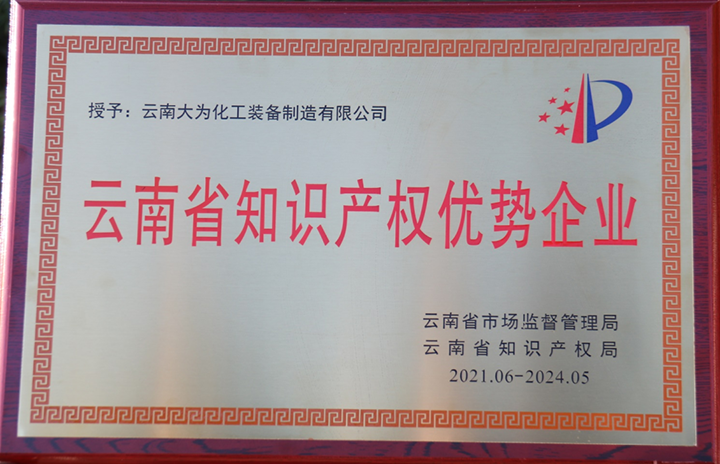 授予：云南大为化工装备制造有限公司
云南省知识产权优势企业
云南省市场监督管理局
云南省知识产权局
2021.06-2024.05